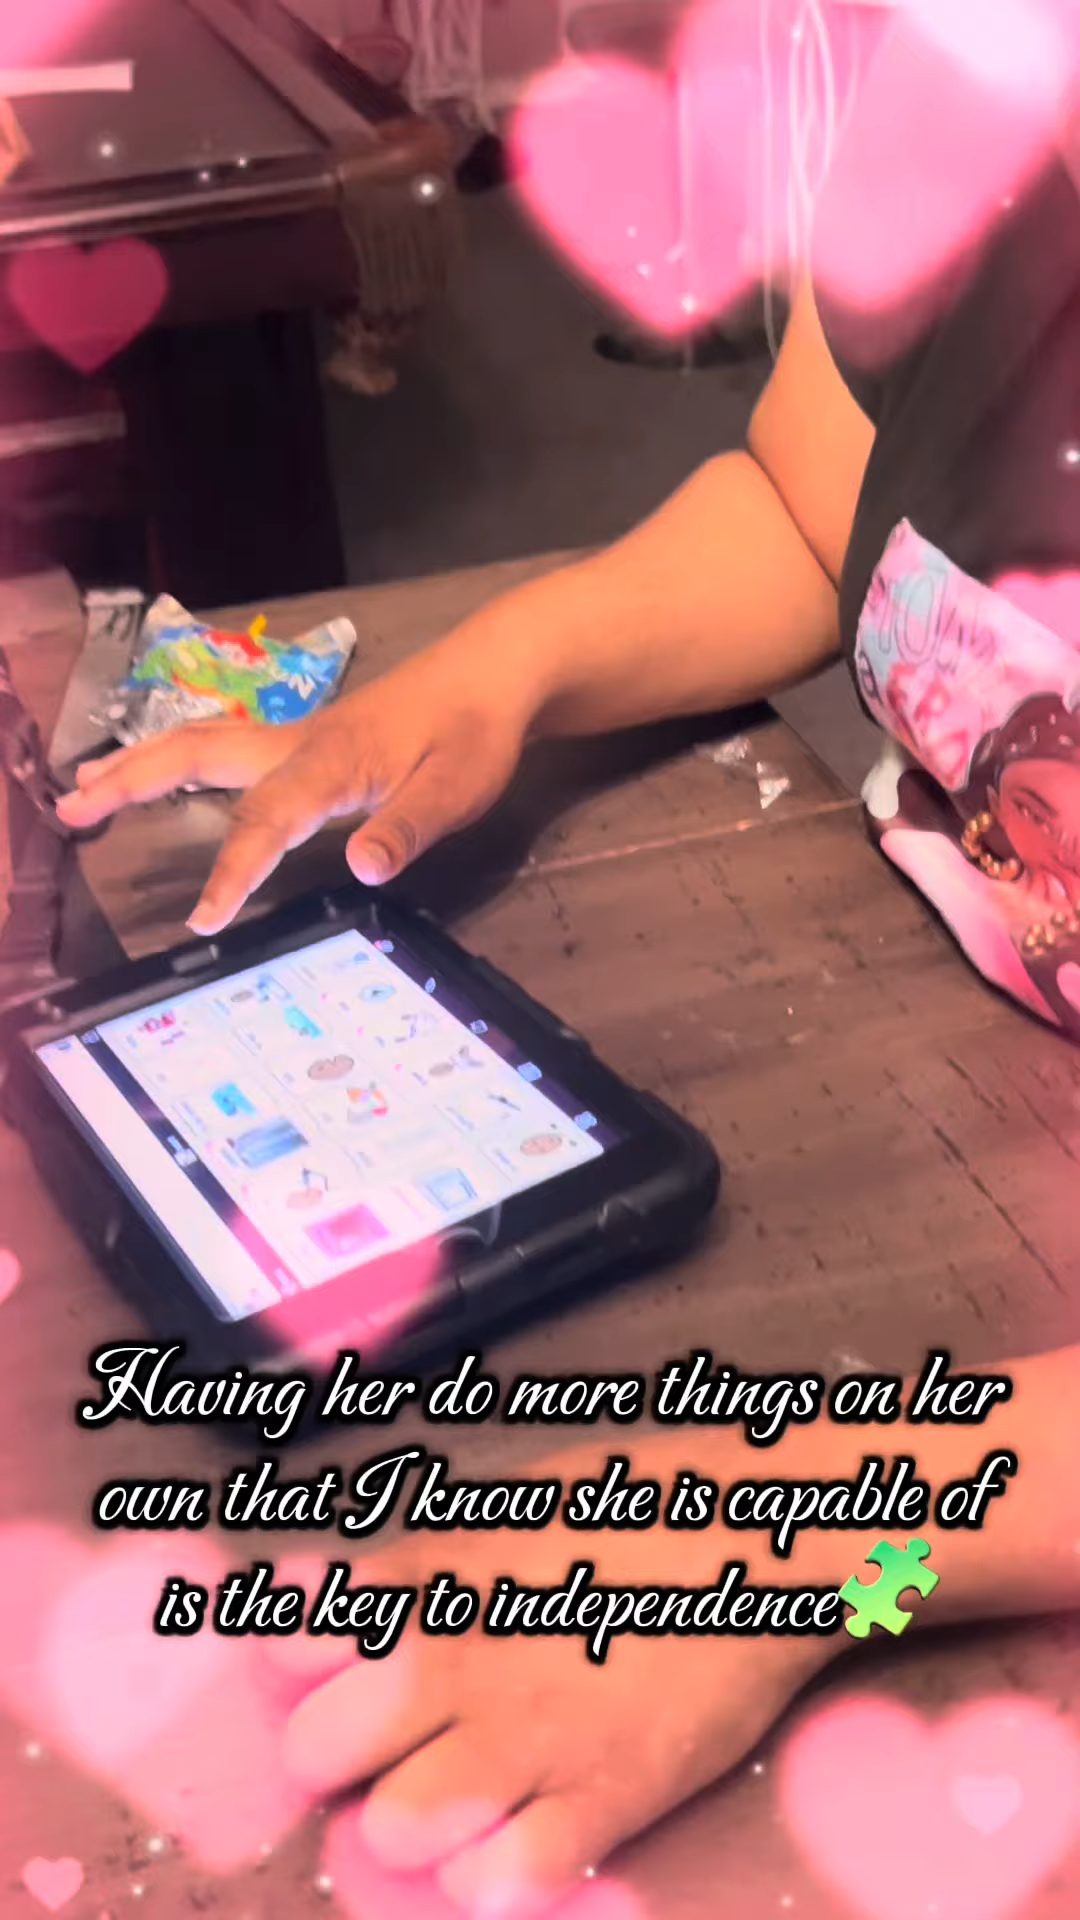 Having her do more things on her
own that I know she is capable of
is the key to independence🧩